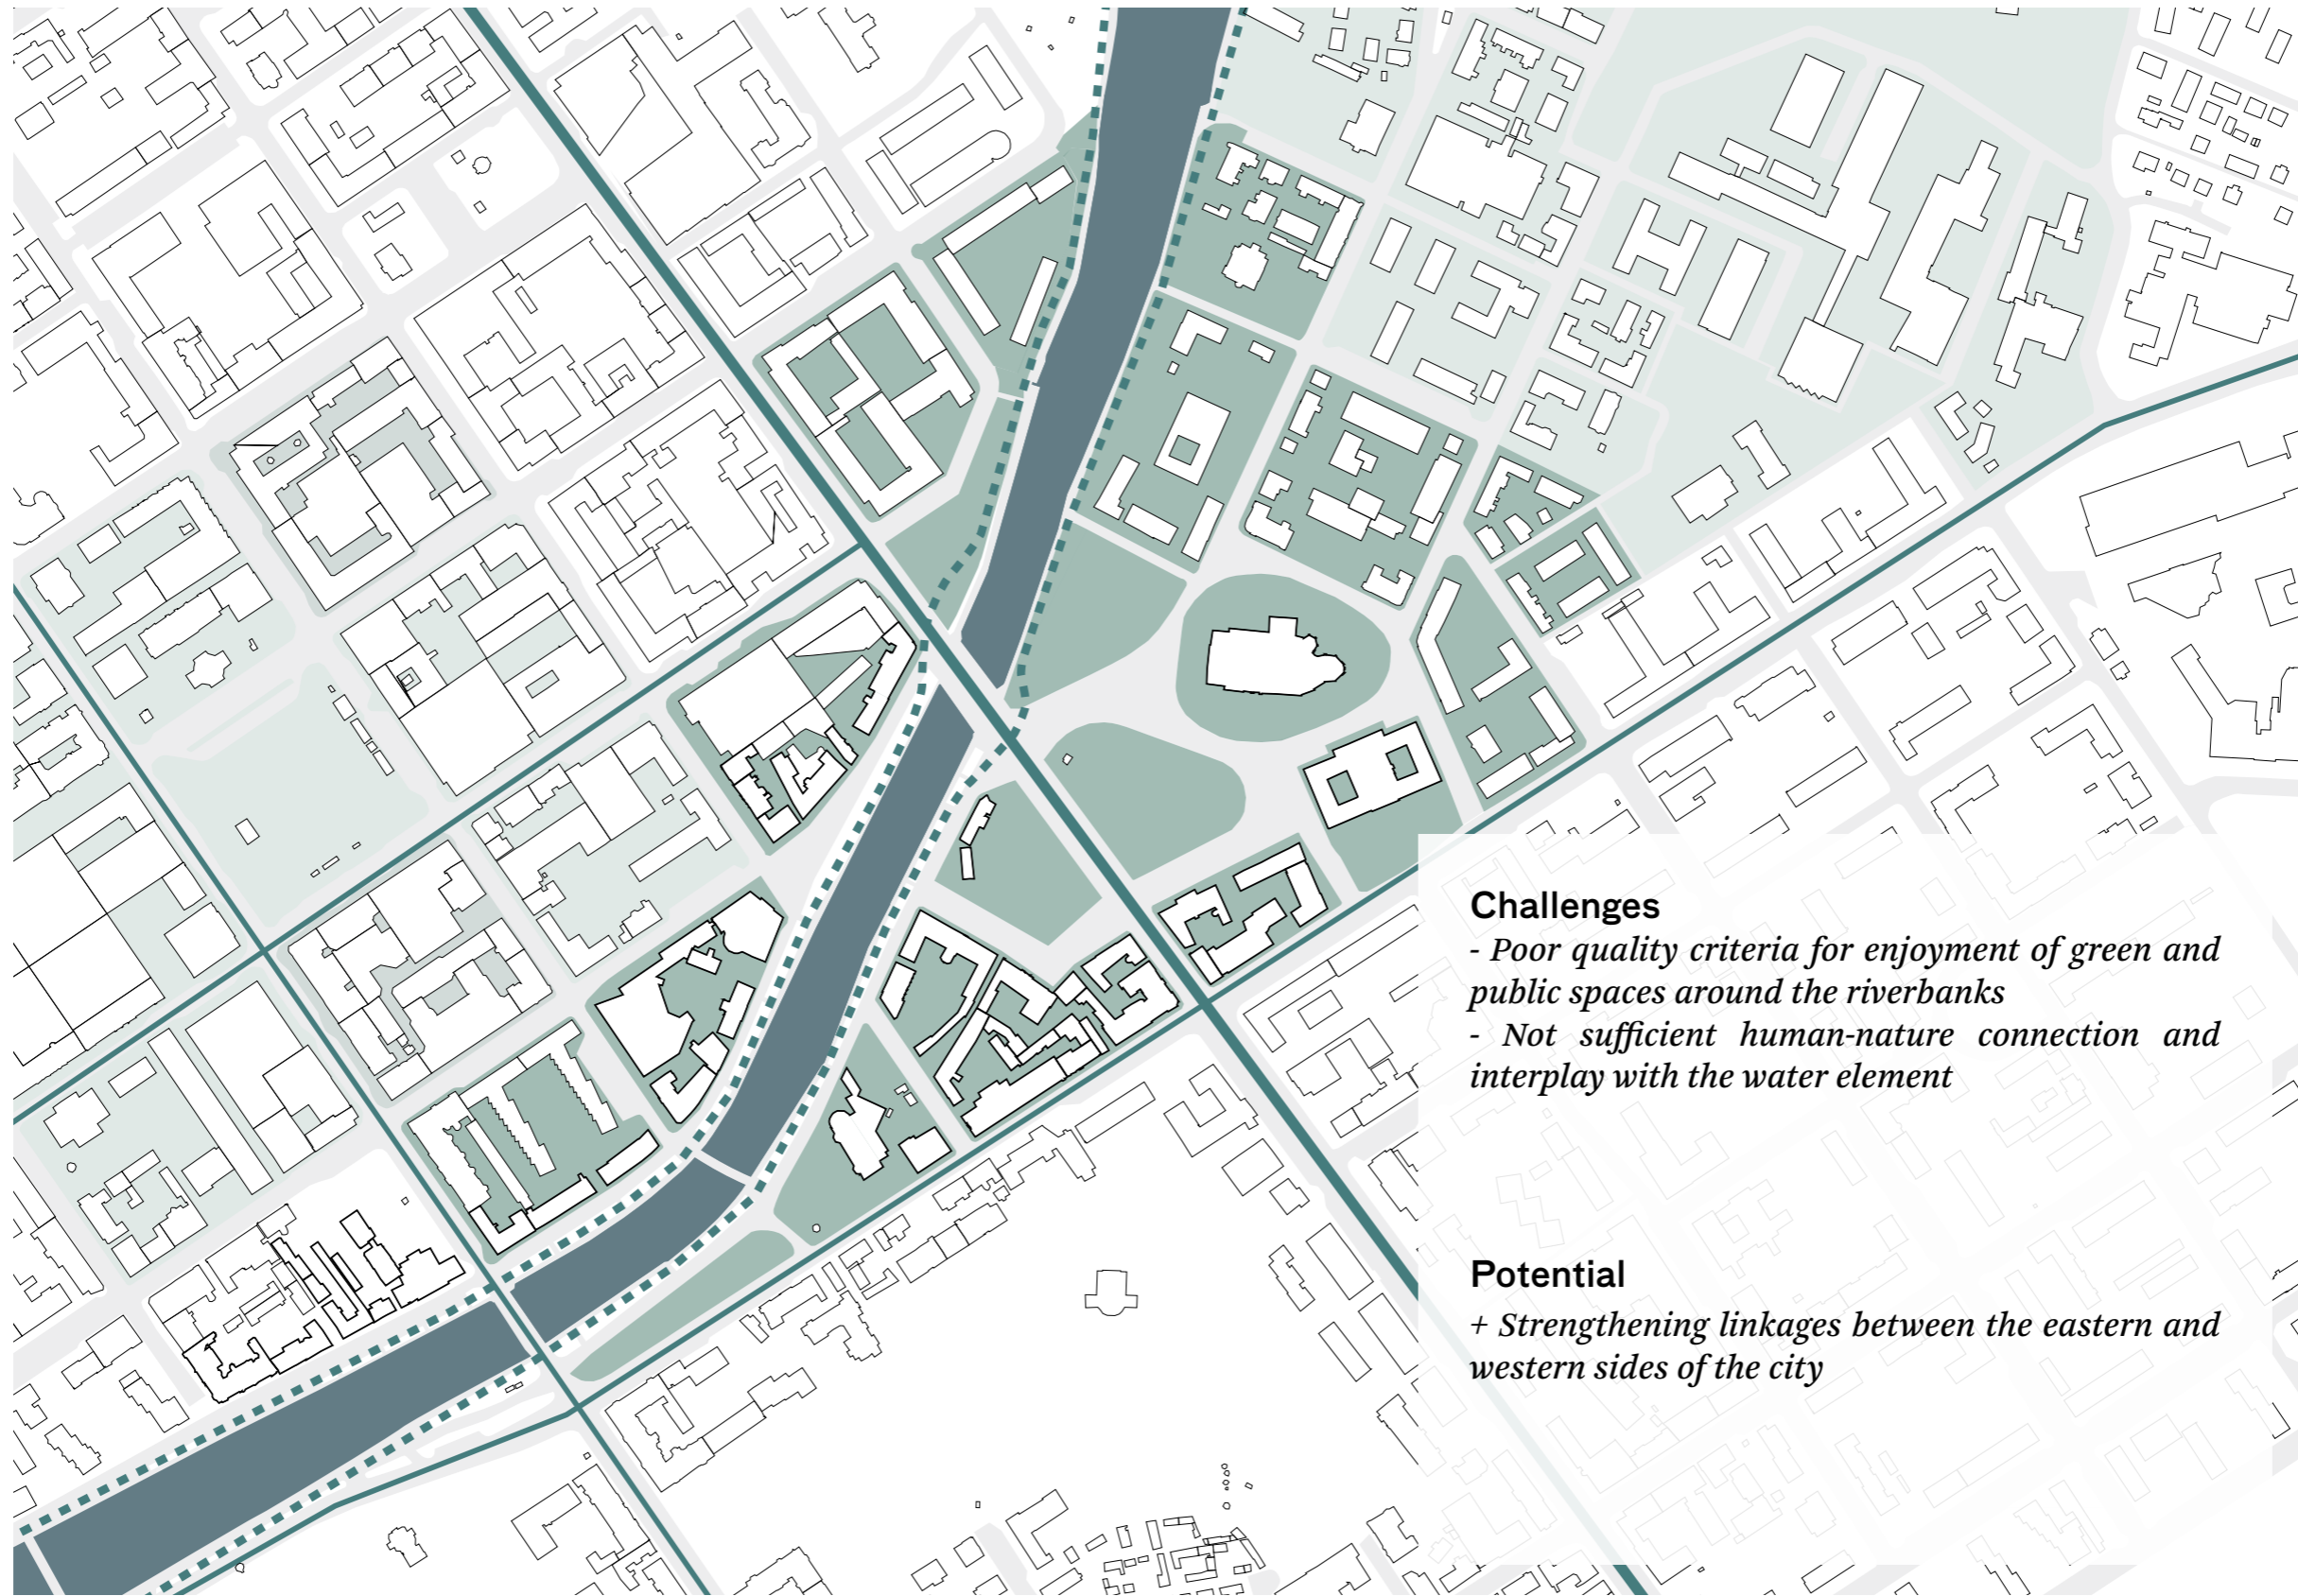 Challenges
- Poor quality criteria for enjoyment of green and
public spaces around the riverbanks
- Not sufficient human-nature connection and
interplay with the water element
Potential
+ Strengthening linkages between the eastern and
western sides of the city